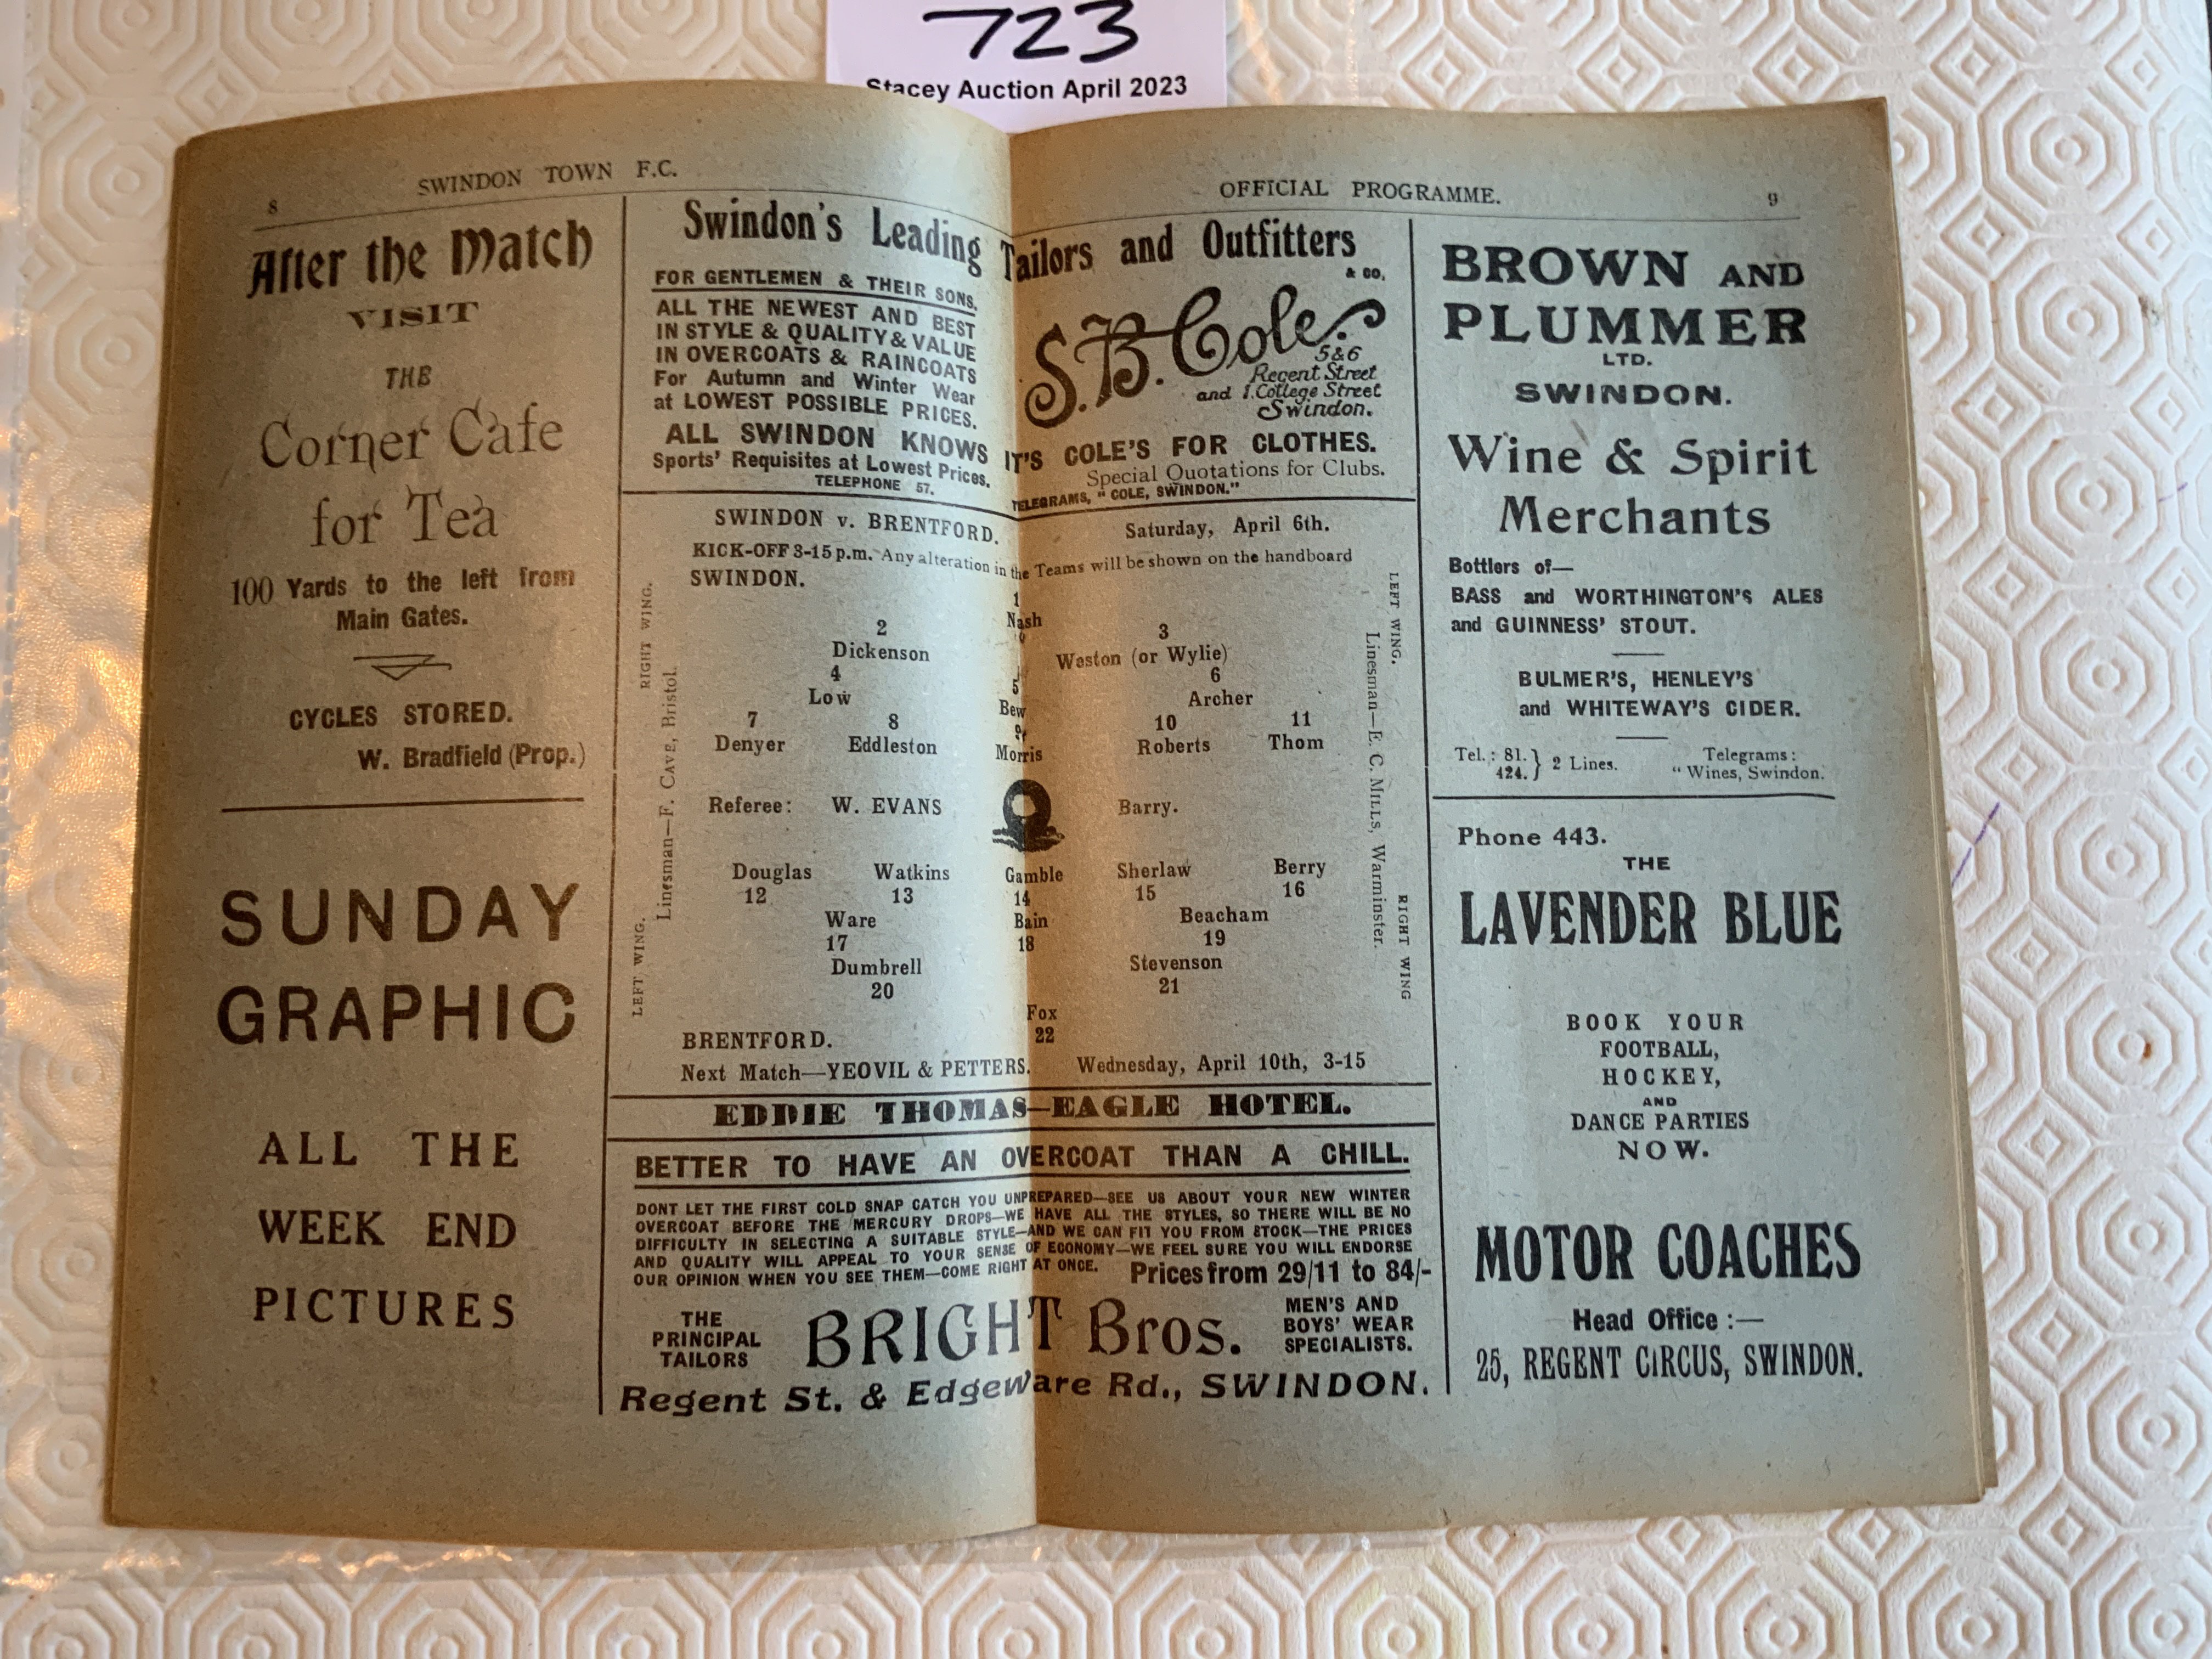 723
Stacey Auction April 2023
8
SWINDON TOWN F.C.
After the Match
VISIT
THE
Corner Cafe
for Tea
100 Yards to the left from
Main Gates.
CYCLES STORED.
W. Bradfield (Prop.)
SUNDAY
GRAPHIC
ALL THE
WEEK END
PICTURES
OFFICIAL PROGRAMME.
9
Swindon's Leading Tailors and Outfitters
FOR GENTLEMEN & THEIR SONS.
ALL THE NEWEST AND BEST
IN STYLE & QUALITY & VALUE
IN OVERCOATS & RAINCOATS
For Autumn and Winter Wear
at LOWEST POSSIBLE PRICES.
& CO.
S.B. Cole.
5&6
Regent Street
and 1. College Street
Swindon.
ALL SWINDON KNOWS IT'S COLE'S FOR CLOTHES.
Sports' Requisites at Lowest Prices. Special Quotations for Clubs.
TELEPHONE 57. TELEGRAMS, "COLE, SWINDON."
SWINDON v. BRENTFORD. Saturday, April 6th.
KICK-OFF 3-15 p.m. Any alteration in the Teams will be shown on the handboard
SWINDON.
RIGHT WING.
LEFT WING.
Linesman—F. CAVE, Bristol.
Linesman—E. C. MILLS, Warminster.
1
Nash
2 3
Dickenson Weston (or Wylie)
4 5 6
Low Bew Archer
7 8 9 10 11
Denyer Eddleston Morris Roberts Thom
Referee: W. EVANS Barry.
Douglas Watkins Gamble Sherlaw Berry
12 13 14 15 16
Ware Bain Beacham
17 18 19
Dumbrell Stevenson
20 21
Fox
22
LEFT WING.
RIGHT WING
BRENTFORD.
Next Match—YEOVIL & PETTERS. Wednesday, April 10th, 3-15
EDDIE THOMAS—EAGLE HOTEL.
BETTER TO HAVE AN OVERCOAT THAN A CHILL.
DONT LET THE FIRST COLD SNAP CATCH YOU UNPREPARED—SEE US ABOUT YOUR NEW WINTER
OVERCOAT BEFORE THE MERCURY DROPS—WE HAVE ALL THE STYLES, SO THERE WILL BE NO
DIFFICULTY IN SELECTING A SUITABLE STYLE—AND WE CAN FIT YOU FROM STOCK—THE PRICES
AND QUALITY WILL APPEAL TO YOUR SENSE OF ECONOMY—WE FEEL SURE YOU WILL ENDORSE
OUR OPINION WHEN YOU SEE THEM—COME RIGHT AT ONCE. Prices from 29/11 to 84/-
THE
PRINCIPAL
TAILORS
BRIGHT Bros.
MEN'S AND
BOYS' WEAR
SPECIALISTS.
Regent St. & Edgeware Rd., SWINDON.
BROWN AND
PLUMMER
LTD.
SWINDON.
Wine & Spirit
Merchants
Bottlers of—
BASS and WORTHINGTON'S ALES
and GUINNESS' STOUT.
BULMER'S, HENLEY'S
and WHITEWAY'S CIDER.
Tel.: 81. 424. } 2 Lines.
Telegrams:
"Wines, Swindon.
Phone 443.
THE
LAVENDER BLUE
BOOK YOUR
FOOTBALL,
HOCKEY,
AND
DANCE PARTIES
NOW.
MOTOR COACHES
Head Office :—
25, REGENT CIRCUS, SWINDON.